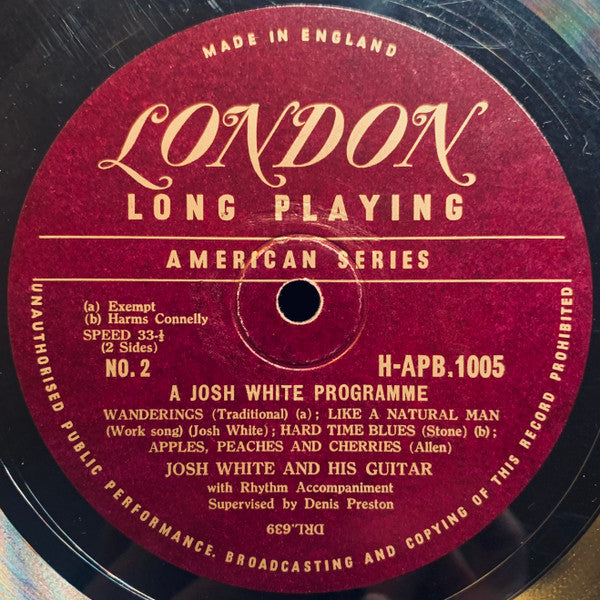 MADE IN ENGLAND
LONDON
LONG PLAYING
AMERICAN SERIES
(a) Exempt
(b) Harms Connelly
SPEED 33-⅓
(2 Sides)
NO. 2
H-APB.1005
A JOSH WHITE PROGRAMME
WANDERINGS (Traditional) (a); LIKE A NATURAL MAN
(Work song) (Josh White); HARD TIME BLUES (Stone) (b);
APPLES, PEACHES AND CHERRIES (Allen)
JOSH WHITE AND HIS GUITAR
with Rhythm Accompaniment
Supervised by Denis Preston
DRL.639
UNAUTHORISED PUBLIC PERFORMANCE, BROADCASTING AND COPYING OF THIS RECORD PROHIBITED